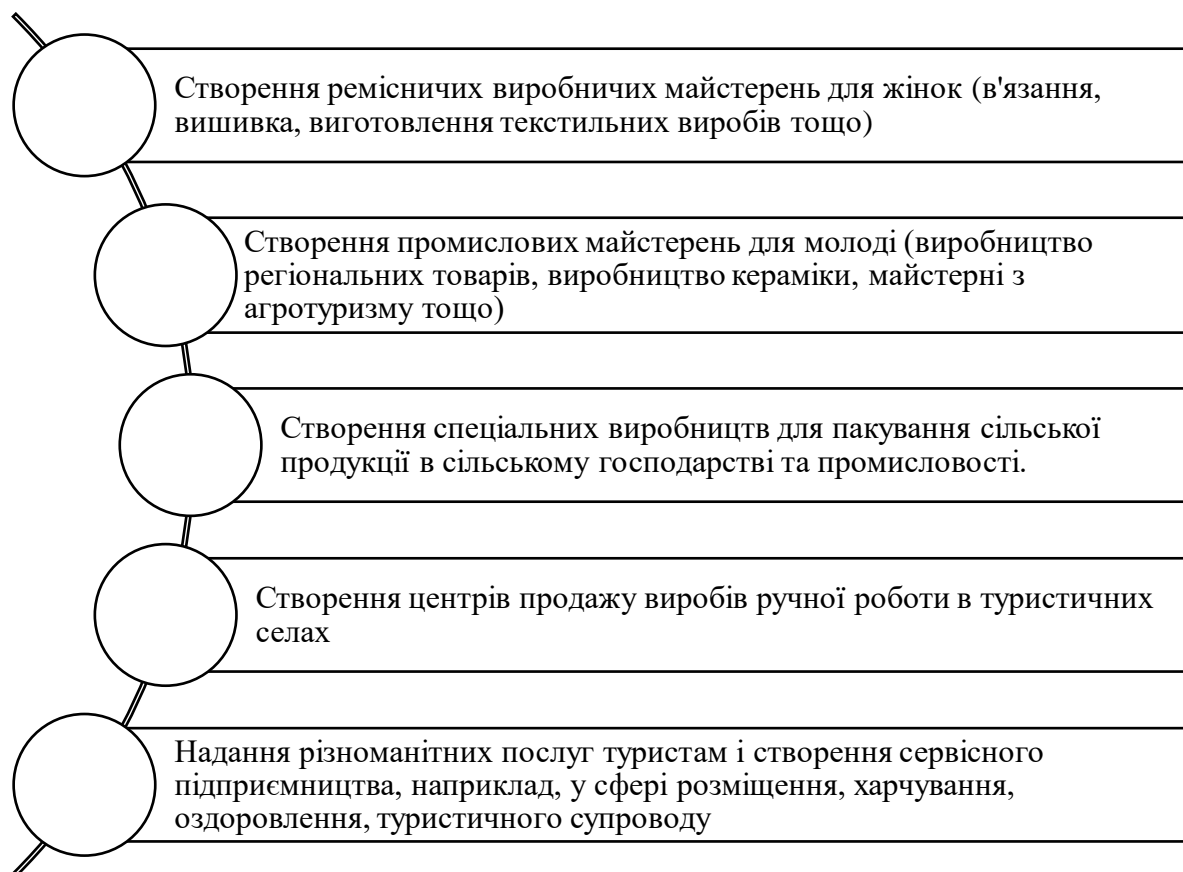 Створення ремісничих виробничих майстерень для жінок (в'язання,
вишивка, виготовлення текстильних виробів тощо)
Створення промислових майстерень для молоді (виробництво
регіональних товарів, виробництво кераміки, майстерні з
агротуризму тощо)
Створення спеціальних виробництв для пакування сільської
продукції в сільському господарстві та промисловості.
Створення центрів продажу виробів ручної роботи в туристичних
селах
Надання різноманітних послуг туристам і створення сервісного
підприємництва, наприклад, у сфері розміщення, харчування,
оздоровлення, туристичного супроводу